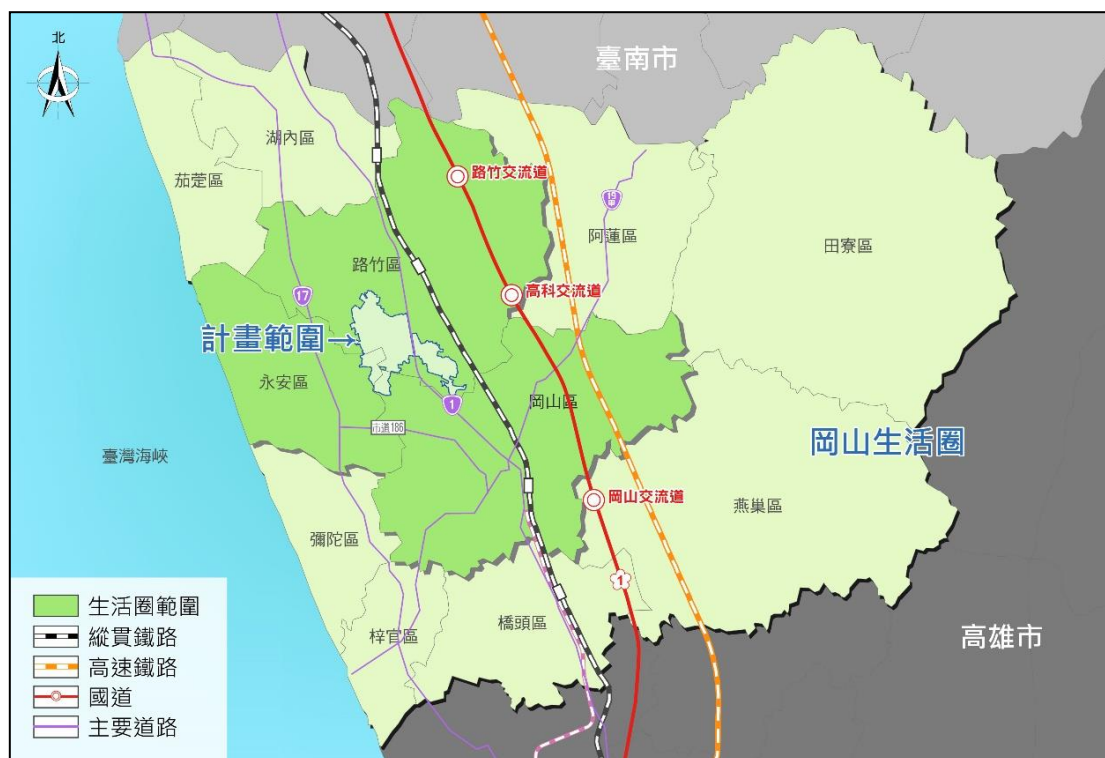 北
臺南市
湖內區
路竹交流道
茄萣區
19甲
阿蓮區
田寮區
路竹區
高科交流道
17
計畫範圍→
永安區
岡山區
1
市道186
岡山生活圈
臺灣海峽
岡山交流道
燕巢區
彌陀區
1
梓官區
橋頭區
高雄市
生活圈範圍
縱貫鐵路
高速鐵路
國道
主要道路